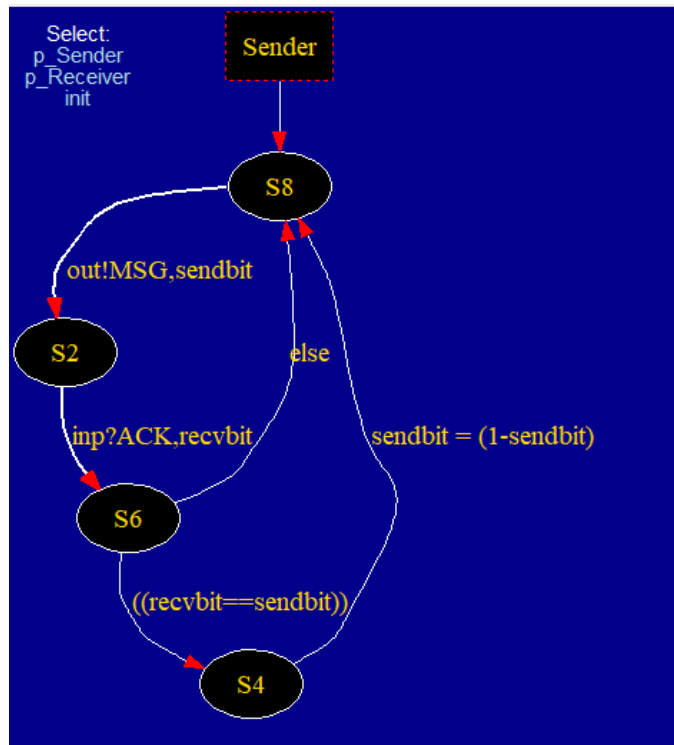 Select:
p_Sender
p_Receiver
init
Sender
S8
out!MSG,sendbit
S2
else
inp?ACK,recvbit
sendbit = (1-sendbit)
S6
((recvbit==sendbit))
S4